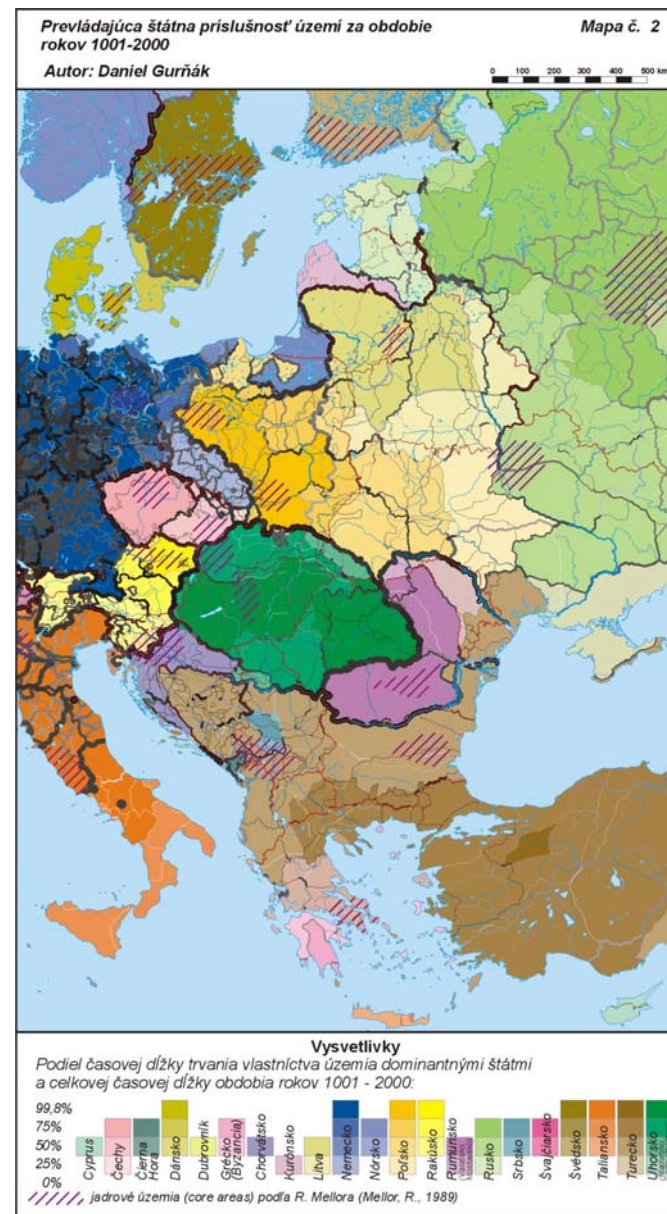 Prevládajúca štátna príslušnosť území za obdobie
rokov 1001-2000
Mapa č. 2
Autor: Daniel Gurňák
0 100 200 300 400 500 km
Vysvetlivky
Podiel časovej dĺžky trvania vlastníctva územia dominantnými štátmi
a celkovej časovej dĺžky obdobia rokov 1001 - 2000:
99,8%
75%
50%
25%
0%
Cyprus
Čechy
Čierna Hora
Dánsko
Dubrovník
Grécko (Byzancia)
Chorvátsko
Kurónsko
Litva
Nemecko
Nórsko
Poľsko
Rakúsko
Rumunsko
Rusko
Srbsko
Švajčiarsko
Švédsko
Taliansko
Turecko
Uhorsko
jadrové územia (core areas) podľa R. Mellora (Mellor, R., 1989)